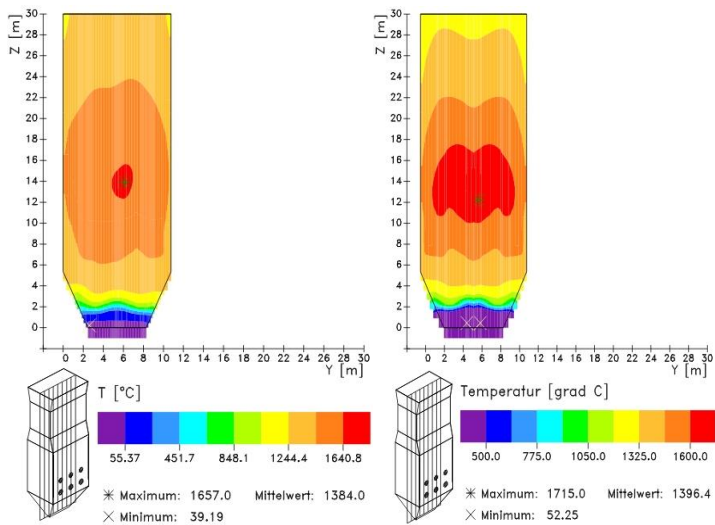 Z [m]
30
28
26
24
22
20
18
16
14
12
10
8
6
4
2
0
0 2 4 6 8 10 12 14 16 18 20 22 24 26 28 30
Y [m]
T [°C]
55.37 451.7 848.1 1244.4 1640.8
Maximum: 1657.0 Mittelwert: 1384.0
Minimum: 39.19
Z [m]
30
28
26
24
22
20
18
16
14
12
10
8
6
4
2
0
0 2 4 6 8 10 12 14 16 18 20 22 24 26 28 30
Y [m]
Temperatur [grad C]
500.0 775.0 1050.0 1325.0 1600.0
Maximum: 1715.0 Mittelwert: 1396.4
Minimum: 52.25